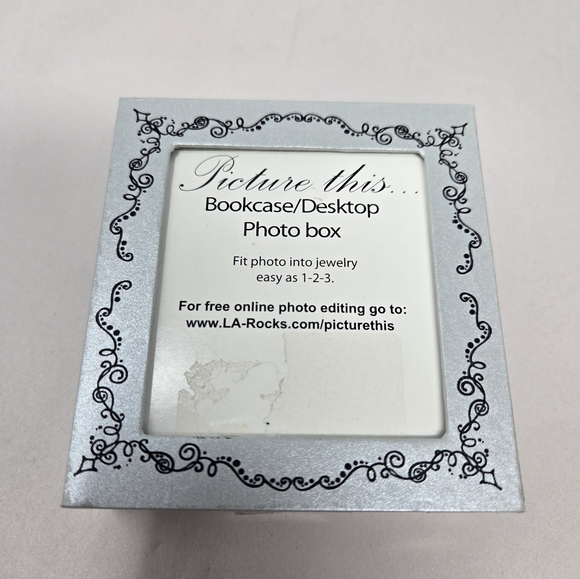 Picture this...
Bookcase/Desktop
Photo box
Fit photo into jewelry
easy as 1-2-3.
For free online photo editing go to:
www.LA-Rocks.com/picturethis